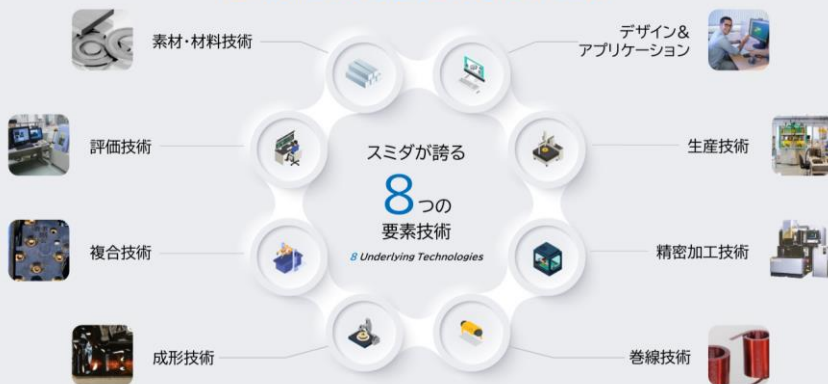 素材・材料技術
デザイン&
アプリケーション
評価技術
生産技術
スミダが誇る
8つの
要素技術
8 Underlying Technologies
複合技術
精密加工技術
成形技術
巻線技術